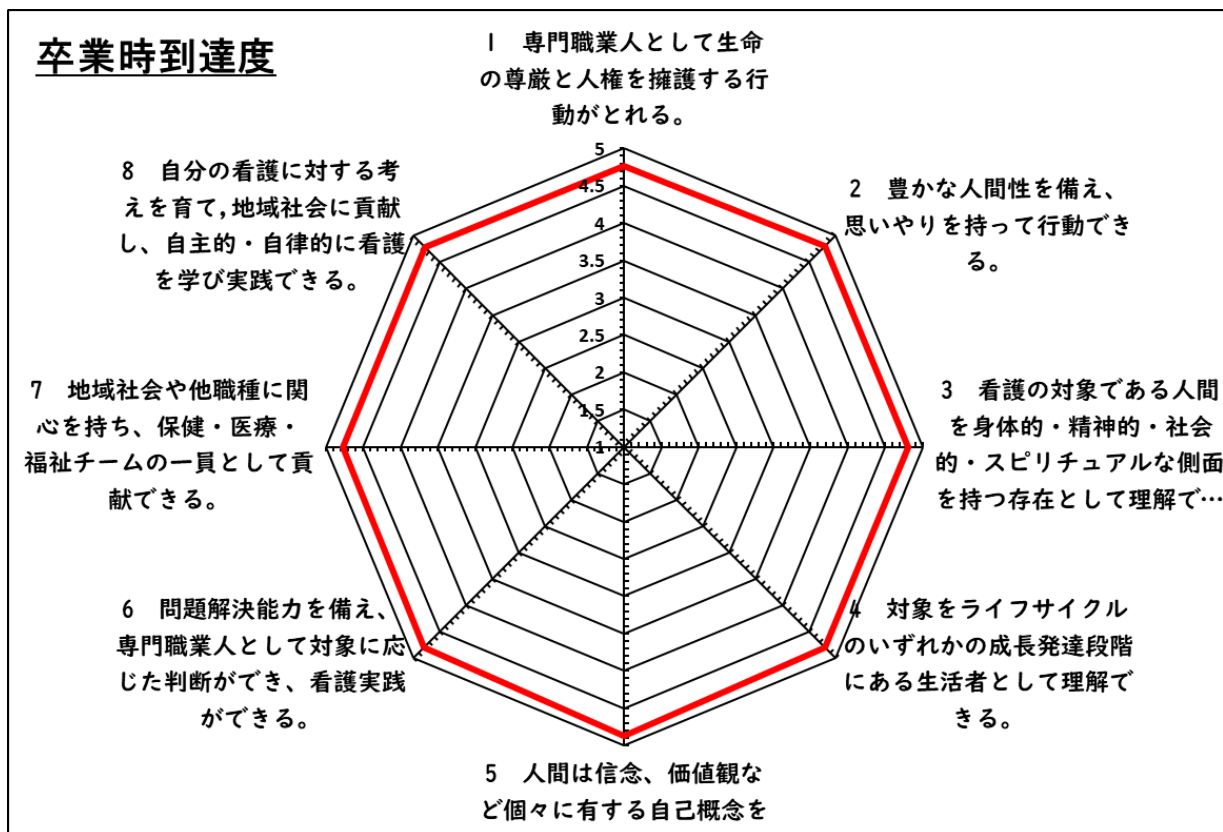 卒業時到達度
1 専門職業人として生命
の尊厳と人権を擁護する行
動がとれる。
2 豊かな人間性を備え、
思いやりを持って行動でき
る。
3 看護の対象である人間
を身体的・精神的・社会
的・スピリチュアルな側面
を持つ存在として理解で…
4 対象をライフサイクル
のいずれかの成長発達段階
にある生活者として理解で
きる。
5 人間は信念、価値観な
ど個々に有する自己概念を
6 問題解決能力を備え、
専門職業人として対象に応
じた判断ができ、看護実践
ができる。
7 地域社会や他職種に関
心を持ち、保健・医療・
福祉チームの一員として貢
献できる。
8 自分の看護に対する考
えを育て,地域社会に貢献
し、自主的・自律的に看護
を学び実践できる。
5
4.5
4
3.5
3
2.5
2
1.5
1